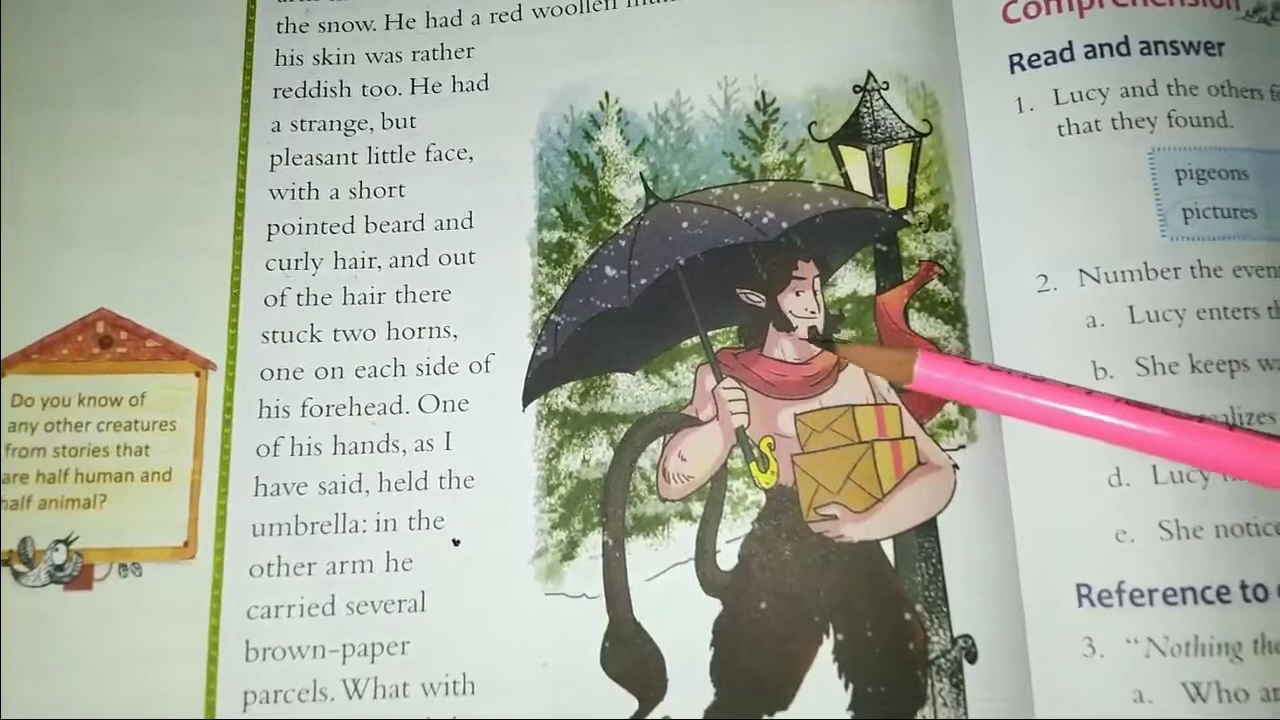 the snow. He had a red woollen
his skin was rather
reddish too. He had
a strange, but
pleasant little face,
with a short
pointed beard and
curly hair, and out
of the hair there
stuck two horns,
one on each side of
his forehead. One
of his hands, as I
have said, held the
umbrella: in the
other arm he
carried several
brown-paper
parcels. What with
Do you know of
any other creatures
from stories that
are half human and
half animal?
Comprehension
Read and answer
1. Lucy and the others
that they found.
pigeons
pictures
2. Number the
a. Lucy enters
b. She keeps
d. Lucy
e. She
Reference to
3. "Nothing
a. Who